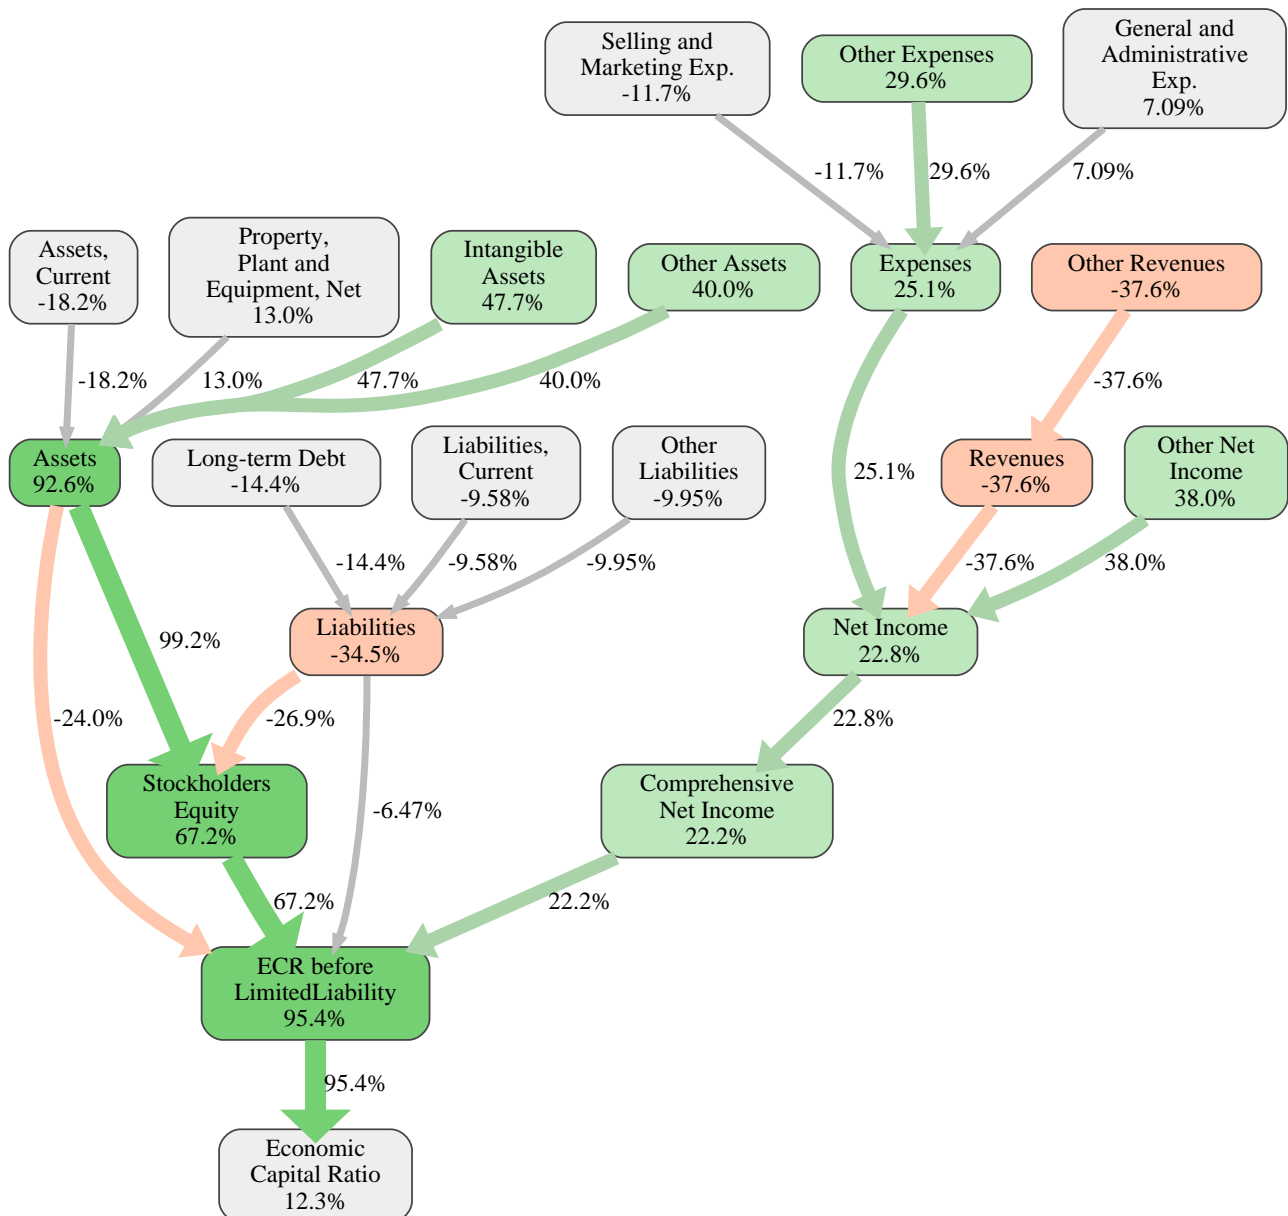 Selling and
Marketing Exp.
-11.7%
Other Expenses
29.6%
General and
Administrative
Exp.
7.09%
-11.7%
29.6%
7.09%
Assets,
Current
-18.2%
Property,
Plant and
Equipment, Net
13.0%
Intangible
Assets
47.7%
Other Assets
40.0%
Expenses
25.1%
Other Revenues
-37.6%
-18.2%
13.0%
47.7%
40.0%
-37.6%
Assets
92.6%
Long-term Debt
-14.4%
Liabilities,
Current
-9.58%
Other
Liabilities
-9.95%
25.1%
Revenues
-37.6%
Other Net
Income
38.0%
-14.4%
-9.58%
-9.95%
-37.6%
38.0%
99.2%
Liabilities
-34.5%
Net Income
22.8%
-24.0%
-26.9%
22.8%
Stockholders
Equity
67.2%
-6.47%
Comprehensive
Net Income
22.2%
67.2%
22.2%
ECR before
LimitedLiability
95.4%
95.4%
Economic
Capital Ratio
12.3%